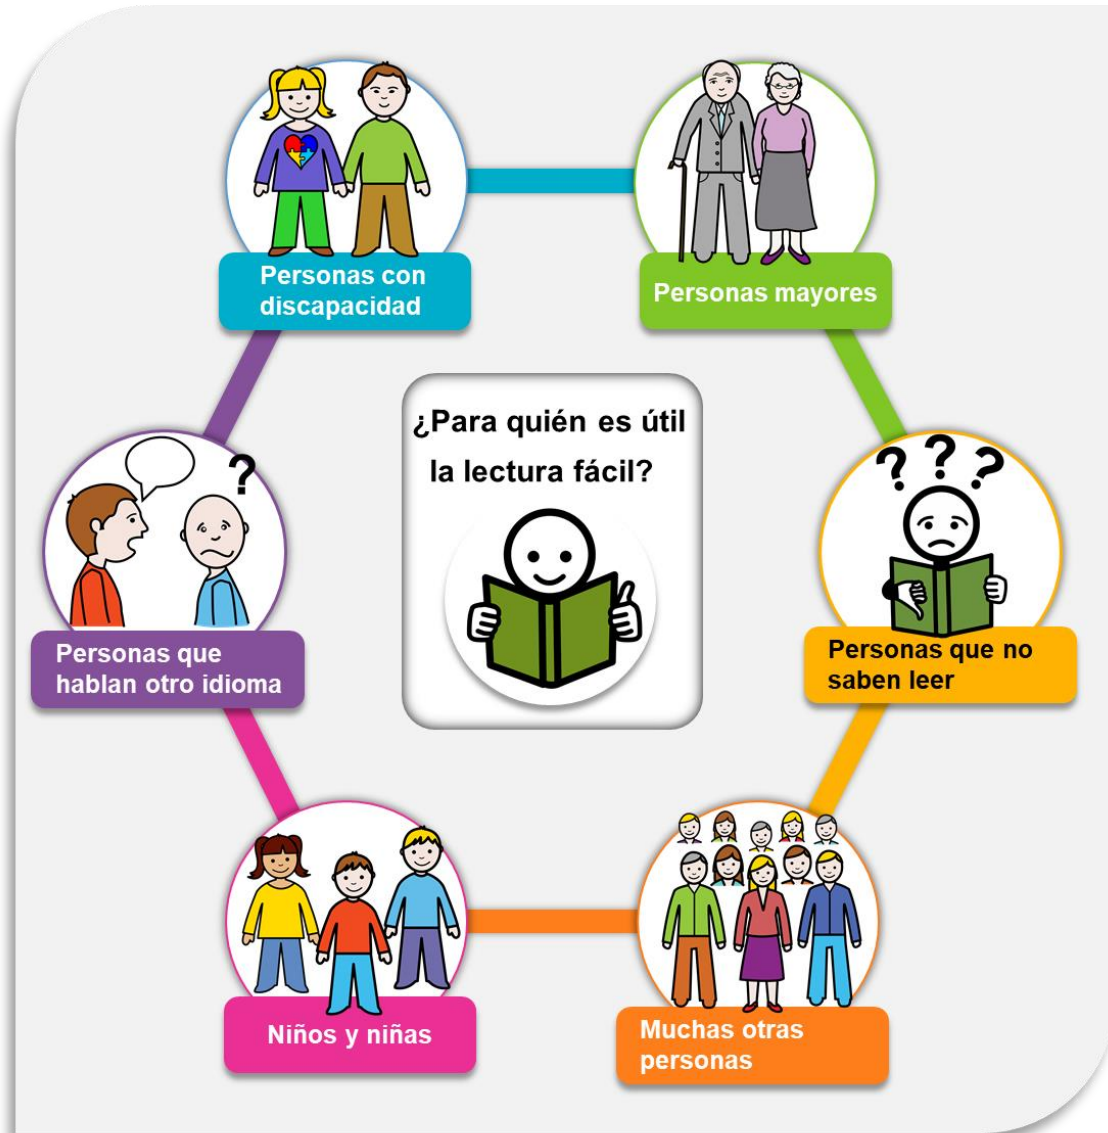 Personas con
discapacidad
Personas mayores
¿Para quién es útil
la lectura fácil?
?
? ? ?
Personas que
hablan otro idioma
Personas que no
saben leer
Niños y niñas
Muchas otras
personas